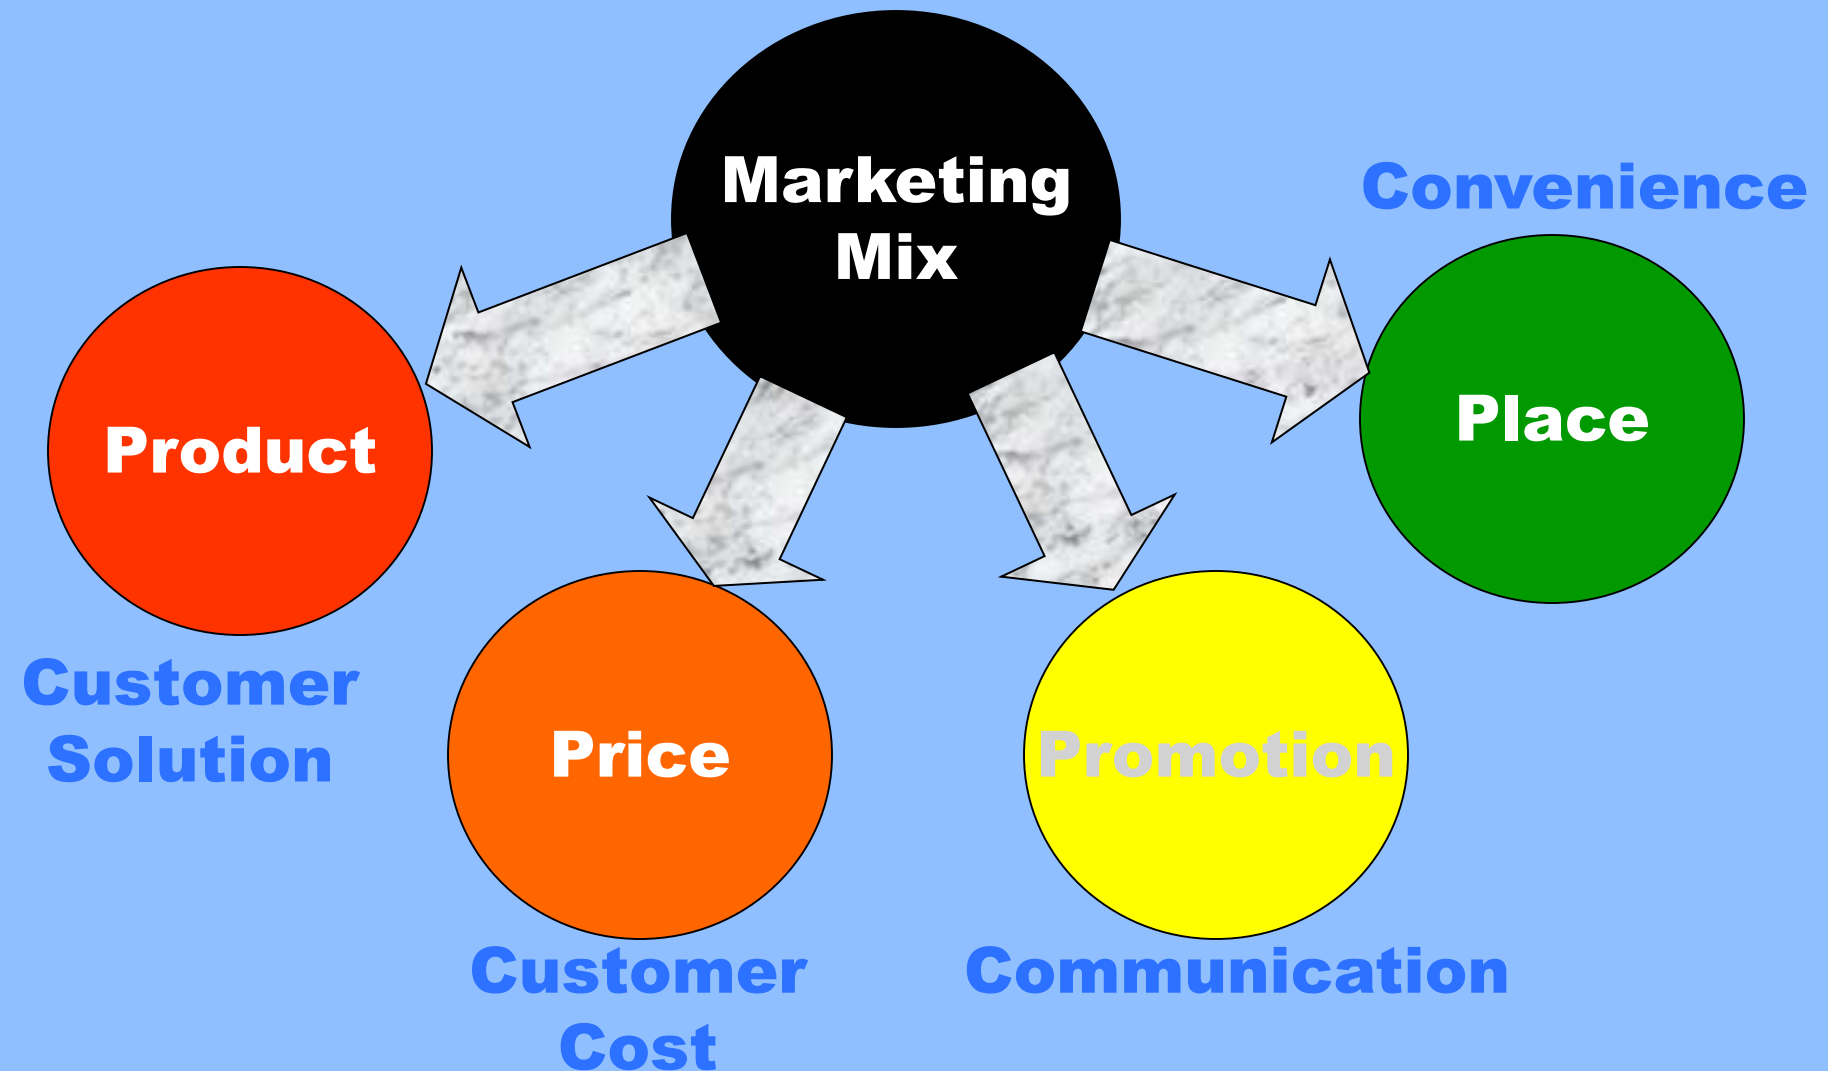 Marketing
Mix
Convenience
Product
Place
Customer
Solution
Price
Promotion
Customer
Cost
Communication